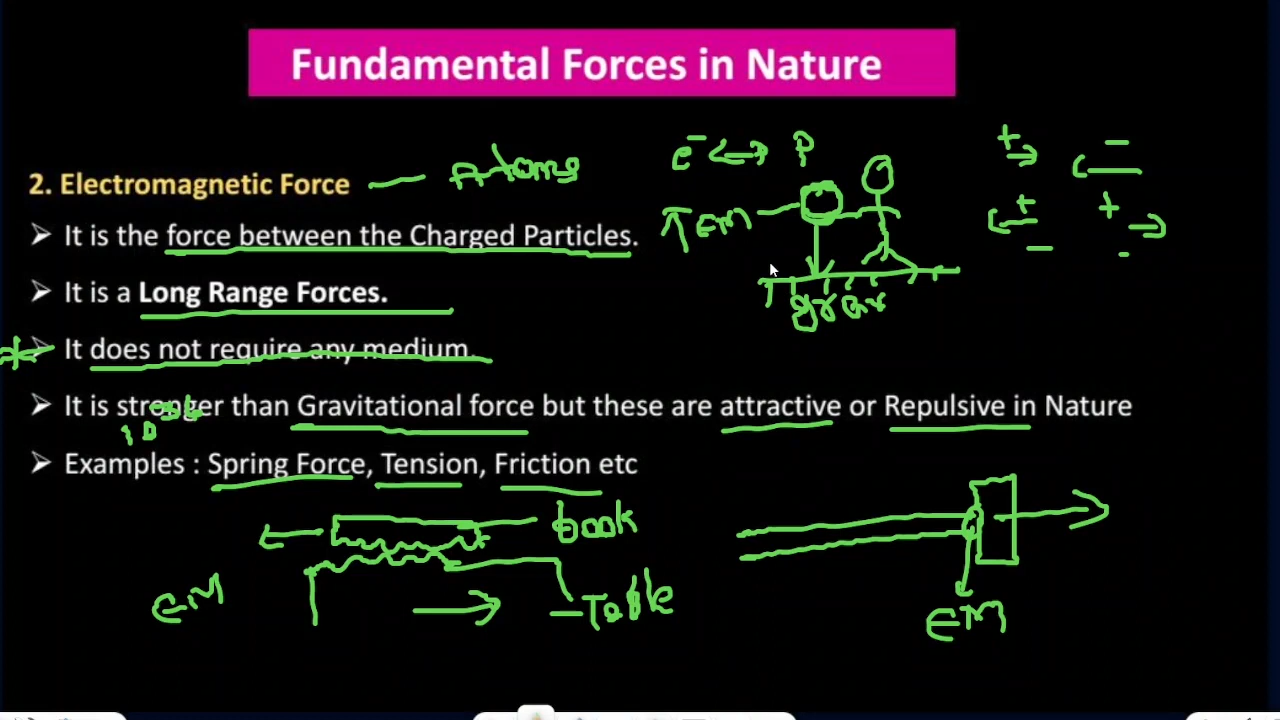 Fundamental Forces in Nature
2. Electromagnetic Force — Atoms
e⁻ ↔ P
+ → ← −
➤ It is the force between the Charged Particles.
↑ EM
← + + →
− -
➤ It is a Long Range Forces.
grav
➤ It does not require any medium.
➤ It is stronger than Gravitational force but these are attractive or Repulsive in Nature
➤ Examples : Spring Force, Tension, Friction etc
book
EM
Table
EM